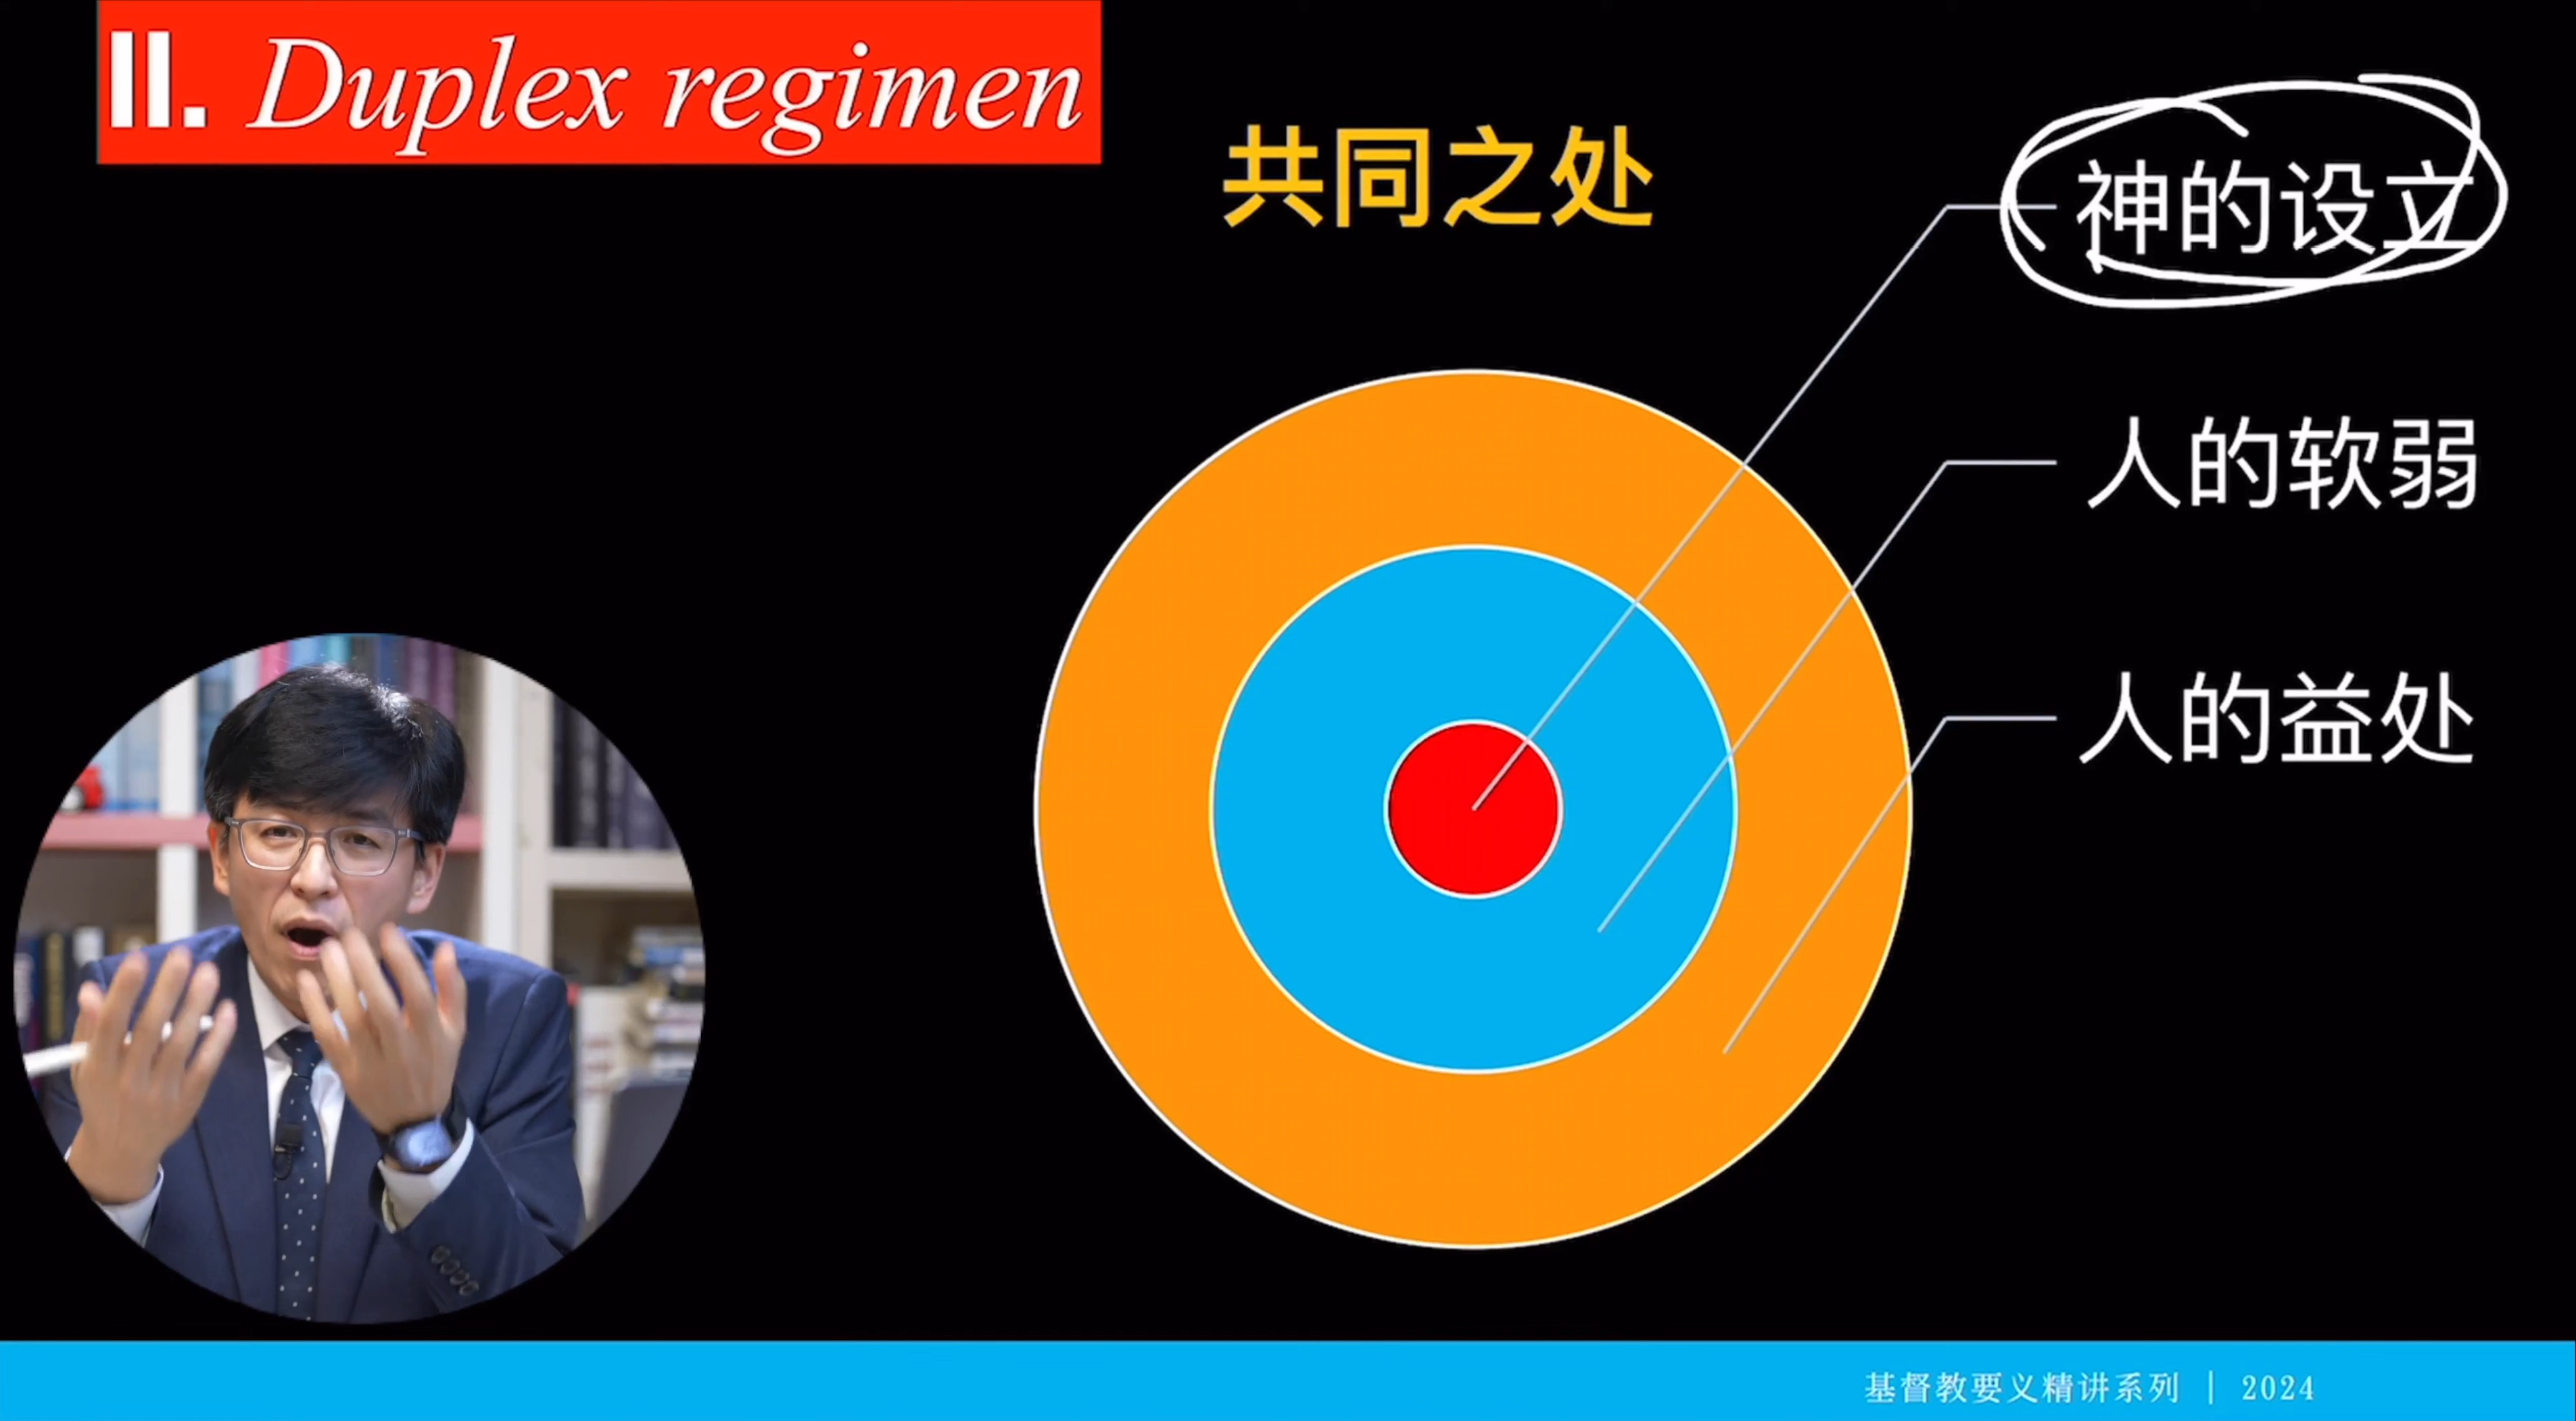 II. Duplex regimen
共同之处
神的设立
人的软弱
人的益处
基督教要义精讲系列 | 2024